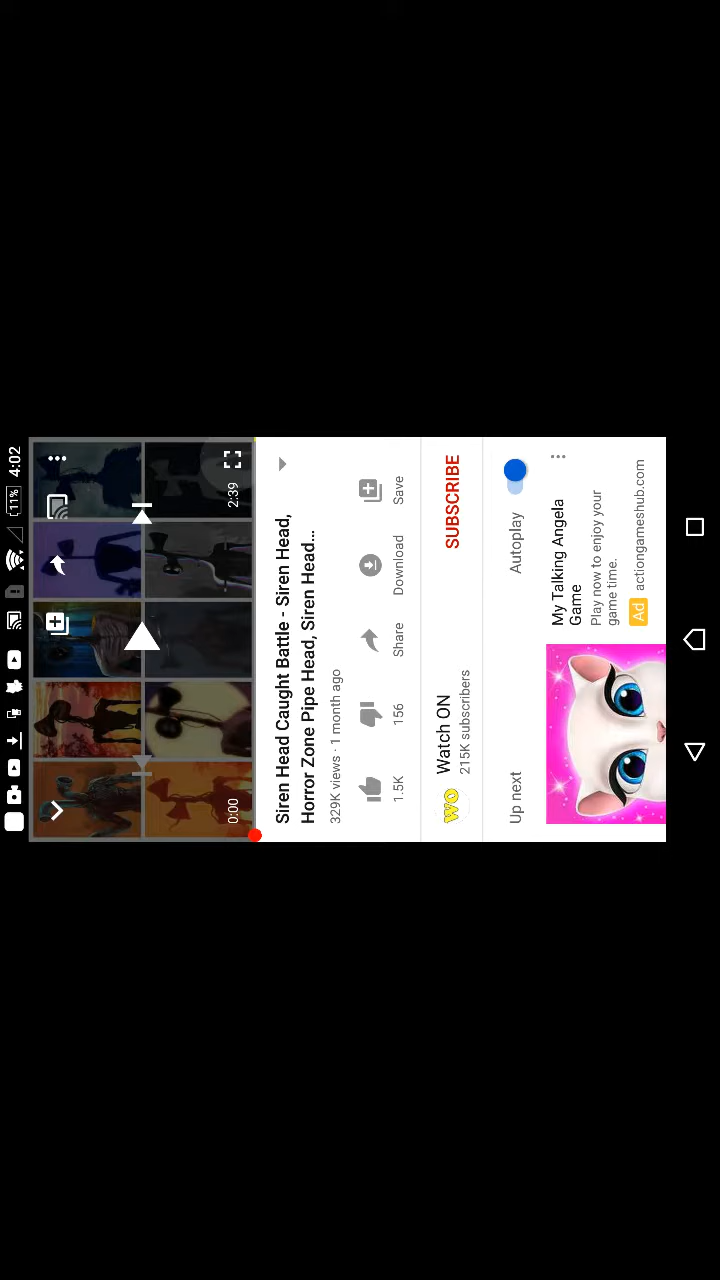 11% 4:02
0:00 2:39
Siren Head Caught Battle - Siren Head,
Horror Zone Pipe Head, Siren Head...
329K views · 1 month ago
1.5K 156 Share Download Save
WO
Watch ON
215K subscribers
SUBSCRIBE
Up next Autoplay
My Talking Angela
Game
Play now to enjoy your
game time.
Ad actiongameshub.com